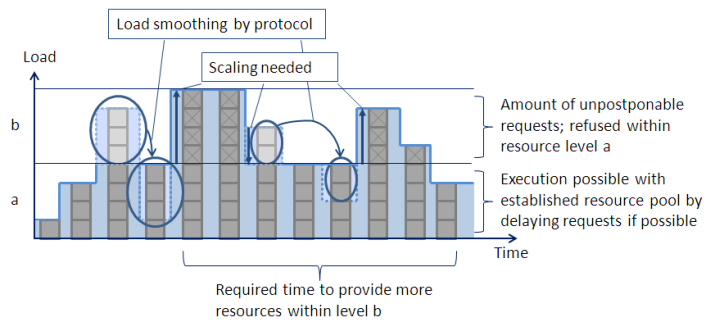 Load smoothing by protocol
Load
Scaling needed
b
Amount of unpostponable
requests; refused within
resource level a
a
Execution possible with
established resource pool by
delaying requests if possible
Time
Required time to provide more
resources within level b